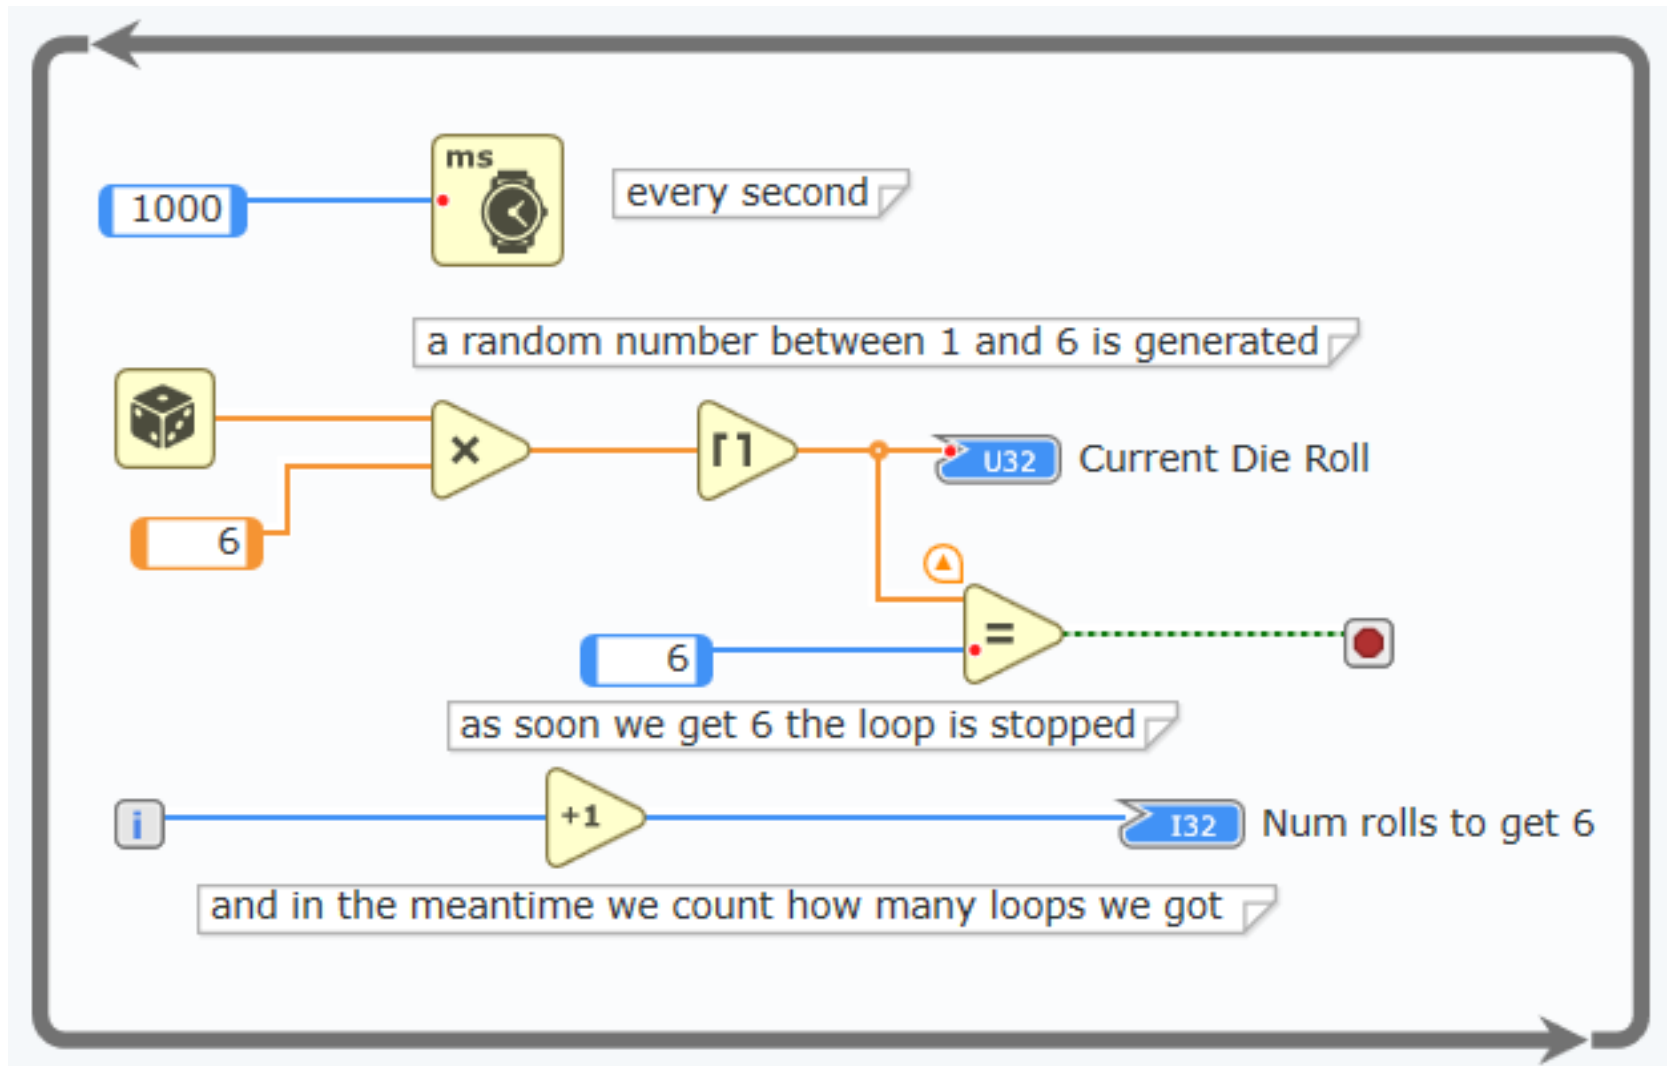 ms
1000
every second
a random number between 1 and 6 is generated
×
U32 Current Die Roll
6
=
6
as soon we get 6 the loop is stopped
+1
i
I32 Num rolls to get 6
and in the meantime we count how many loops we got